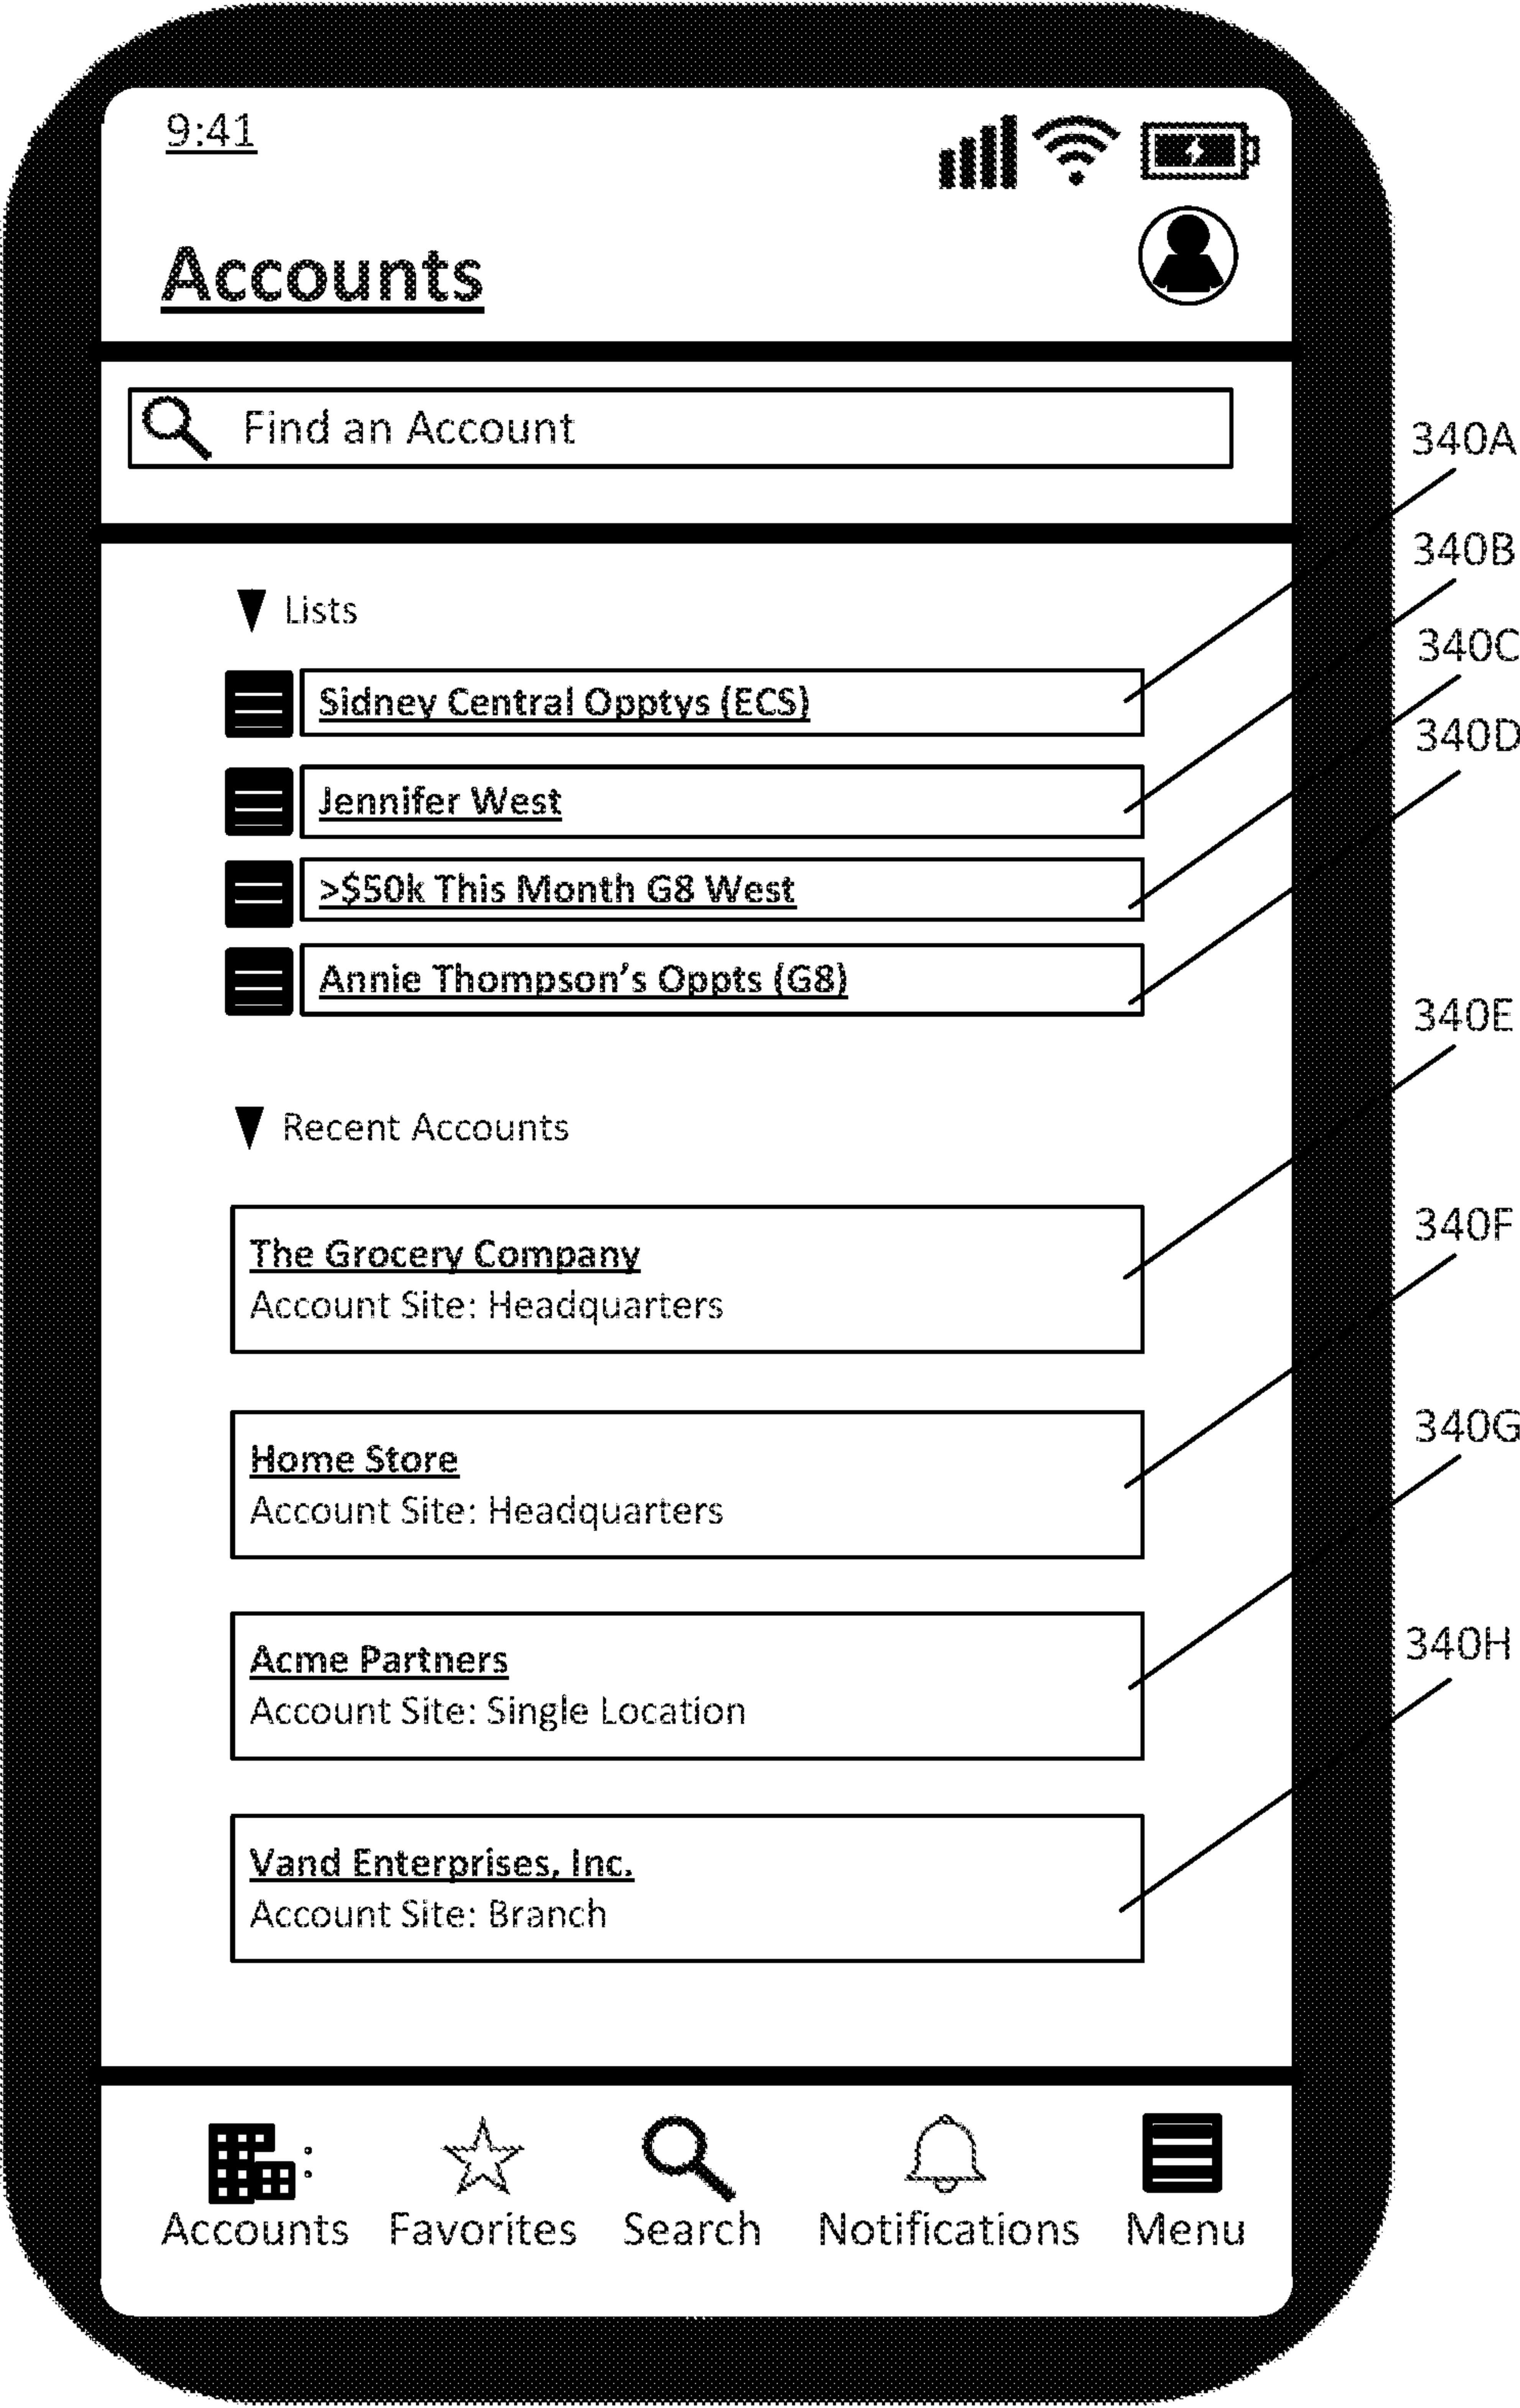 9:41
Accounts
Find an Account
340A
340B
340C
340D
Lists
Sidney Central Opptys (ECS)
Jennifer West
>$50k This Month G8 West
Annie Thompson’s Oppts (G8)
340E
Recent Accounts
The Grocery Company
Account Site: Headquarters
340F
Home Store
Account Site: Headquarters
340G
Acme Partners
Account Site: Single Location
340H
Vand Enterprises, Inc.
Account Site: Branch
Accounts Favorites Search Notifications Menu